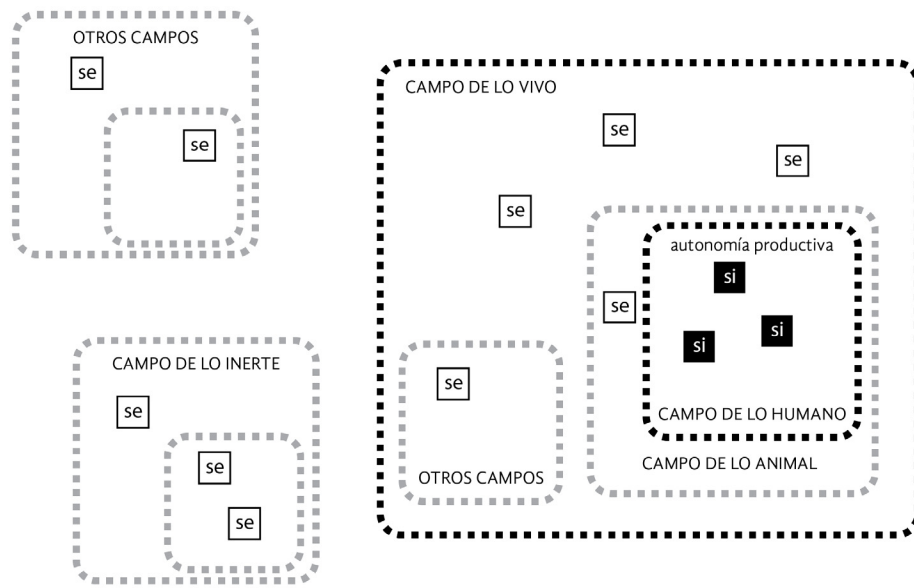 OTROS CAMPOS
se
se
CAMPO DE LO VIVO
se
se
se
autonomía productiva
si
se
si
si
CAMPO DE LO HUMANO
CAMPO DE LO ANIMAL
se
OTROS CAMPOS
CAMPO DE LO INERTE
se
se
se